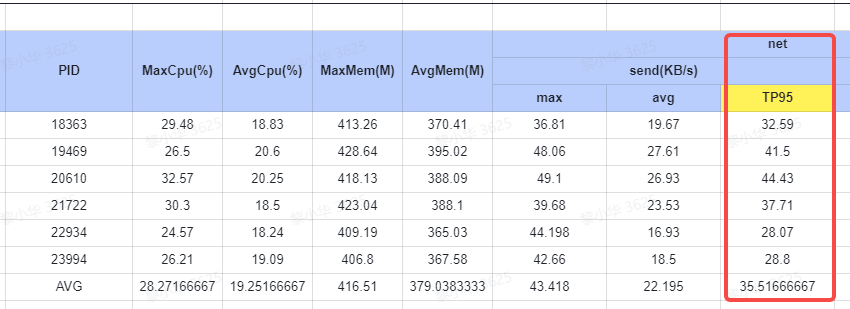 net
PID MaxCpu(%) AvgCpu(%) MaxMem(M) AvgMem(M) send(KB/s)
max avg TP95
18363 29.48 18.83 413.26 370.41 36.81 19.67 32.59
19469 26.5 20.6 428.64 395.02 48.06 27.61 41.5
20610 32.57 20.25 418.13 388.09 49.1 26.93 44.43
21722 30.3 18.5 423.04 388.1 39.68 23.53 37.71
22934 24.57 18.24 409.19 365.03 44.198 16.93 28.07
23994 26.21 19.09 406.8 367.58 42.66 18.5 28.8
AVG 28.27166667 19.25166667 416.51 379.0383333 43.418 22.195 35.51666667
黎小华 3625